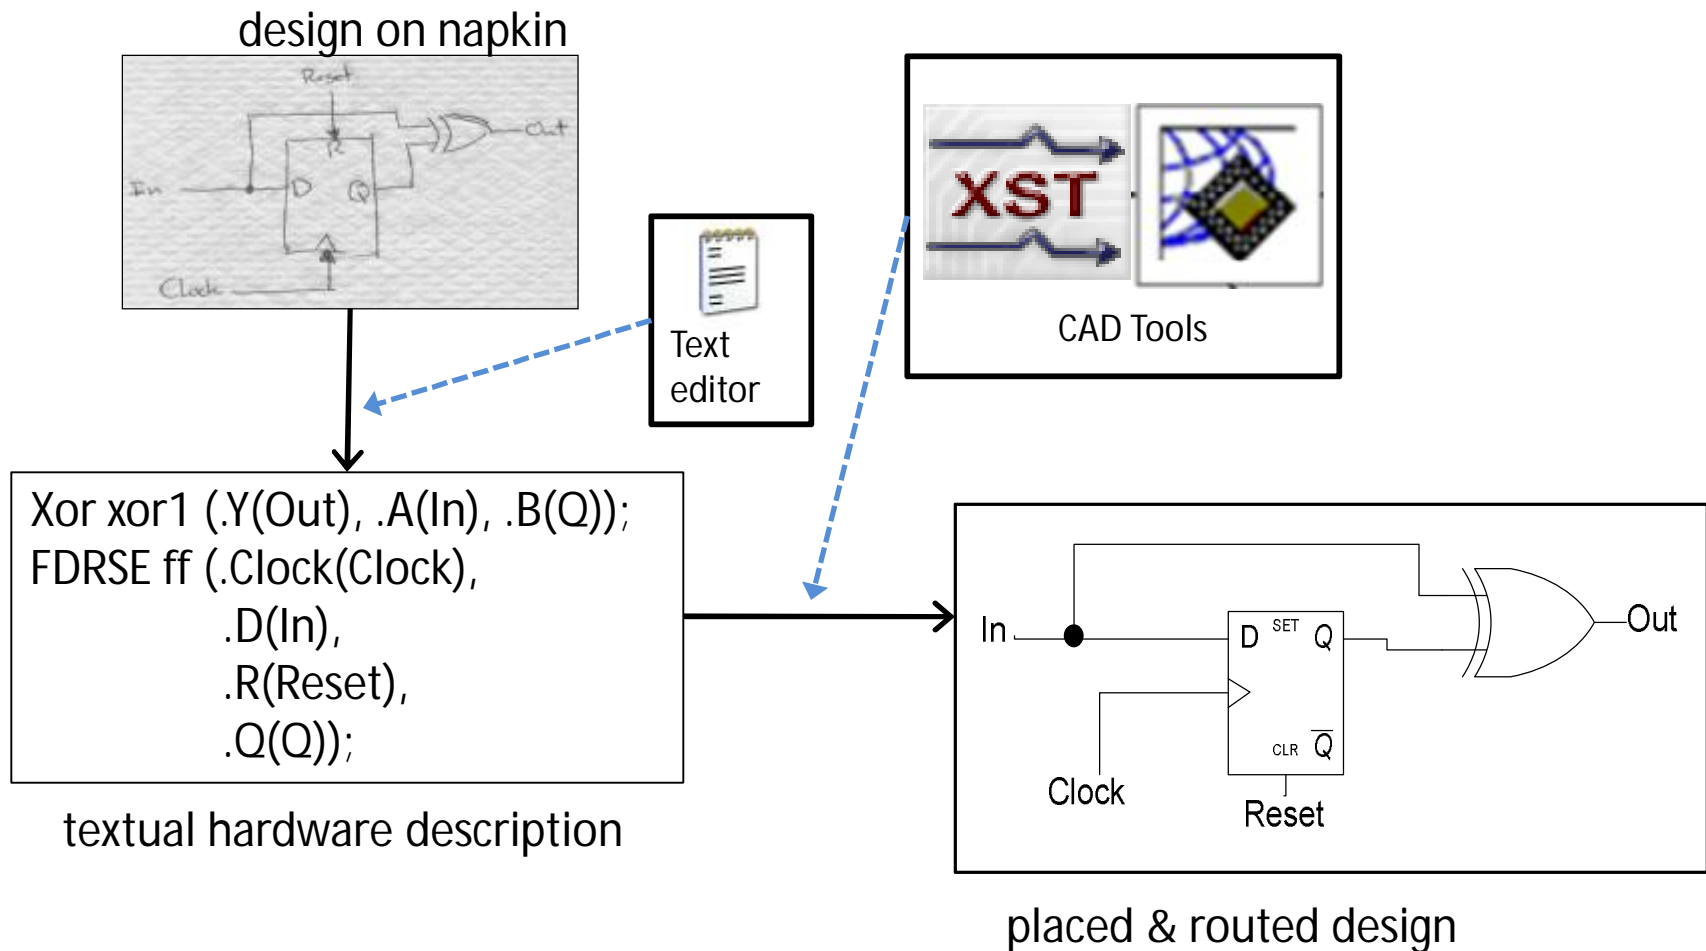 design on napkin
Reset
R
Out
In
D Q
Clock
XST
CAD Tools
Text
editor
Xor xor1 (.Y(Out), .A(In), .B(Q));
FDRSE ff (.Clock(Clock),
.D(In),
.R(Reset),
.Q(Q));
textual hardware description
In
D SET Q
Out
CLR Q̅
Clock
Reset
placed & routed design